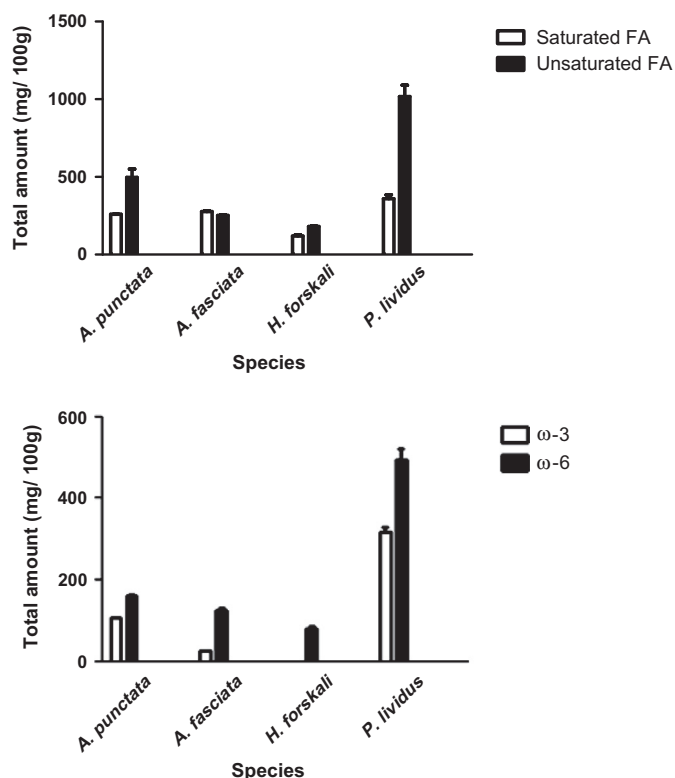 1500
1000
500
0
Total amount (mg/ 100g)
Saturated FA
Unsaturated FA
A. punctata
A. fasciata
H. forskali
P. lividus
Species
600
400
200
0
Total amount (mg/ 100g)
ω-3
ω-6
A. punctata
A. fasciata
H. forskali
P. lividus
Species